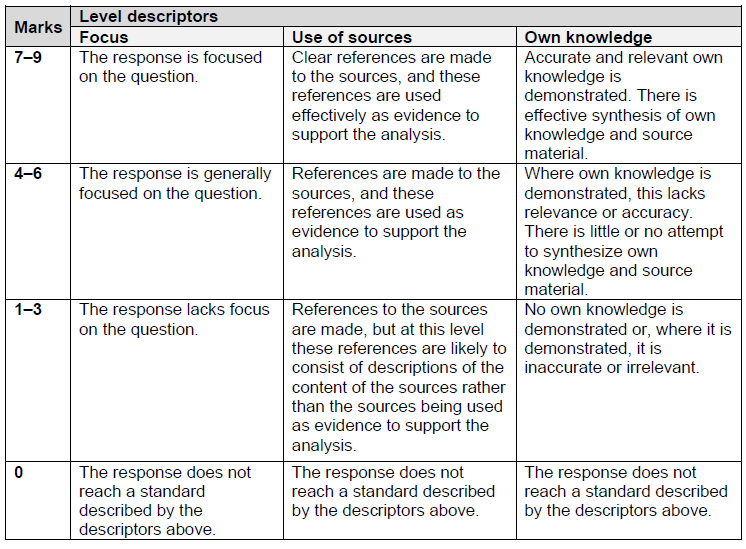 Marks
Level descriptors
Focus
Use of sources
Own knowledge
7–9
The response is focused
on the question.
Clear references are made
to the sources, and these
references are used
effectively as evidence to
support the analysis.
Accurate and relevant own
knowledge is
demonstrated. There is
effective synthesis of own
knowledge and source
material.
4–6
The response is generally
focused on the question.
References are made to the
sources, and these
references are used as
evidence to support the
analysis.
Where own knowledge is
demonstrated, this lacks
relevance or accuracy.
There is little or no attempt
to synthesize own
knowledge and source
material.
1–3
The response lacks focus
on the question.
References to the sources
are made, but at this level
these references are likely to
consist of descriptions of the
content of the sources rather
than the sources being used
as evidence to support the
analysis.
No own knowledge is
demonstrated or, where it is
demonstrated, it is
inaccurate or irrelevant.
0
The response does not
reach a standard
described by the
descriptors above.
The response does not
reach a standard described
by the descriptors above.
The response does not
reach a standard described
by the descriptors above.